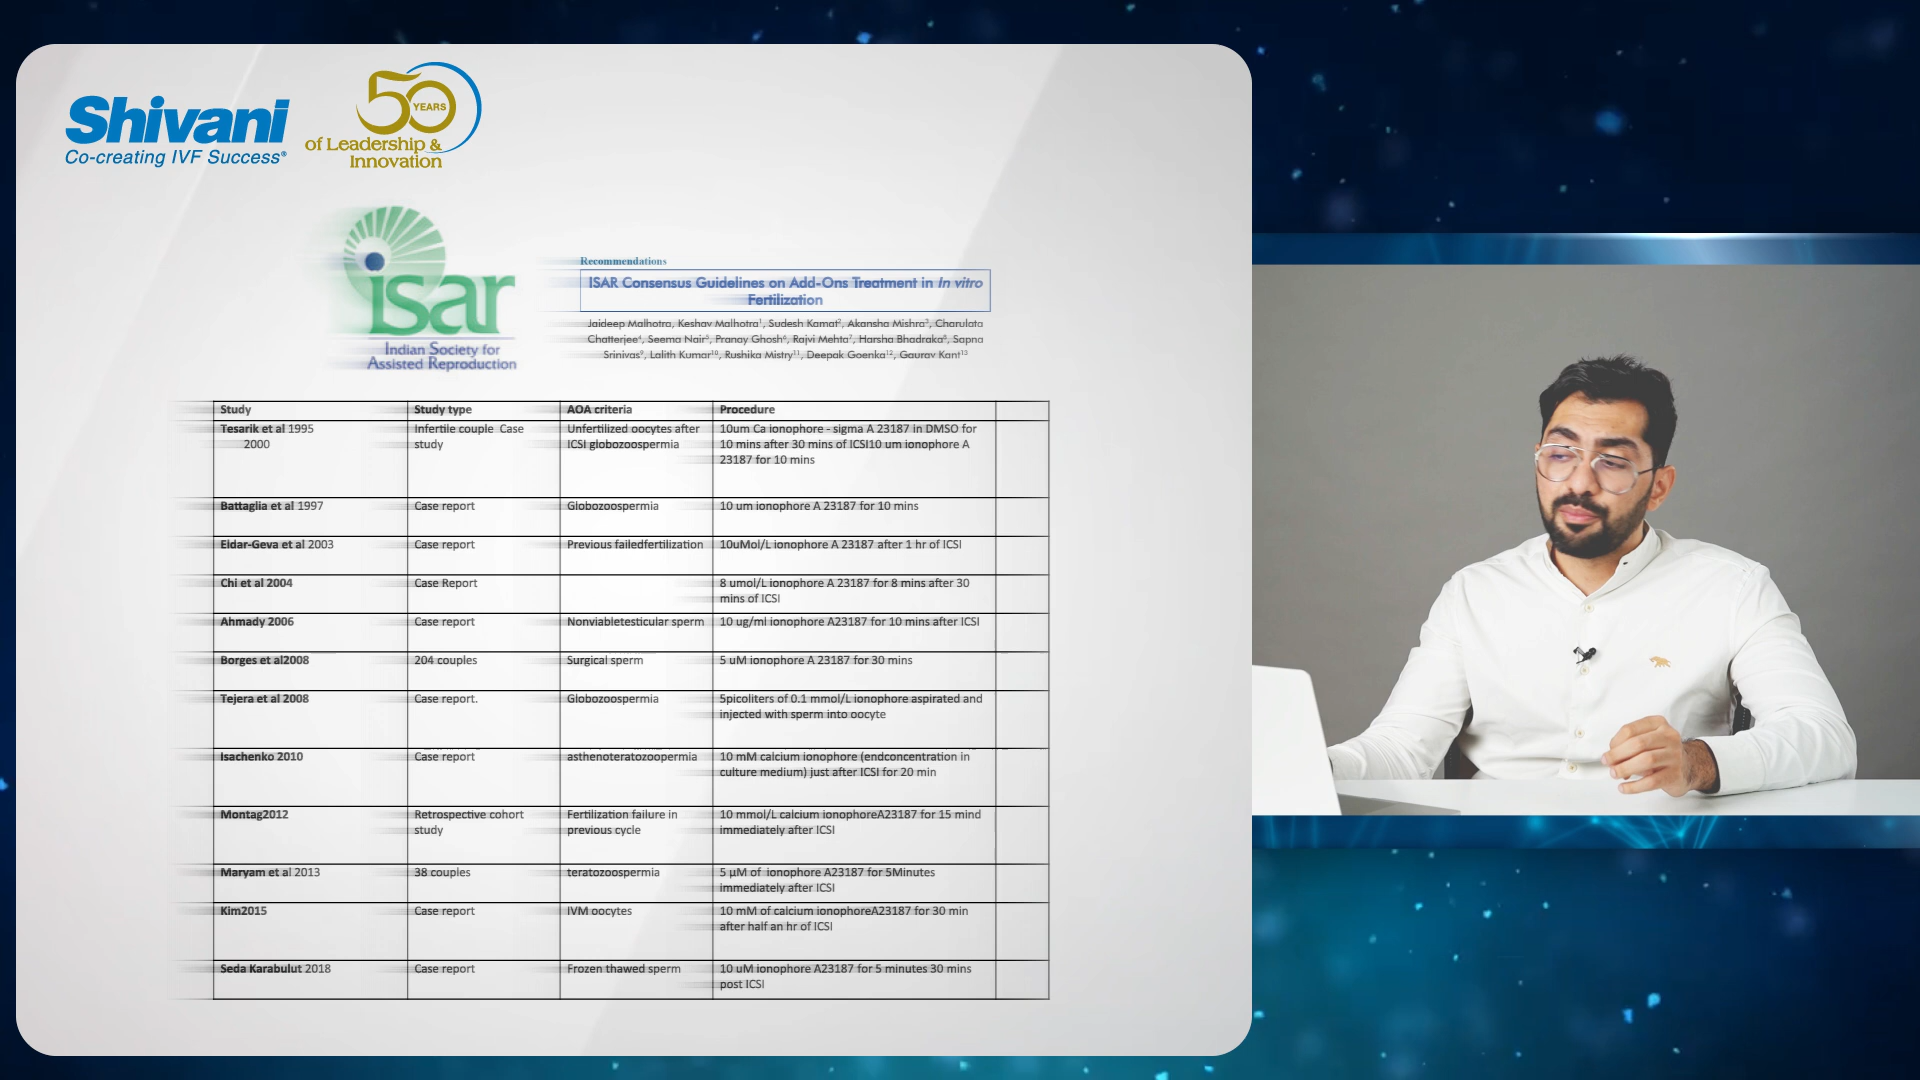 Shivani
Co-creating IVF Success®
50 YEARS
of Leadership &
Innovation
isar
Indian Society for
Assisted Reproduction
Recommendations
ISAR Consensus Guidelines on Add-Ons Treatment in In vitro
Fertilization
Jaideep Malhotra, Keshav Malhotra¹, Sudesh Kamat², Akansha Mishra³, Charulata
Chatterjee⁴, Seema Nair⁵, Pranay Ghosh⁶, Rajvi Mehta⁷, Harsha Bhadraka⁸, Sapna
Srinivas⁹, Lalith Kumar¹⁰, Rushika Mistry¹¹, Deepak Goenka¹², Gaurav Kant¹³
Study Study type AOA criteria Procedure
Tesarik et al 1995 Infertile couple Case Unfertilized oocytes after 10um Ca ionophore - sigma A 23187 in DMSO for
2000 study ICSI globozoospermia 10 mins after 30 mins of ICSI10 um ionophore A
23187 for 10 mins
Battaglia et al 1997 Case report Globozoospermia 10 um ionophore A 23187 for 10 mins
Eldar-Geva et al 2003 Case report Previous failedfertilization 10uMol/L ionophore A 23187 after 1 hr of ICSI
Chi et al 2004 Case Report 8 umol/L ionophore A 23187 for 8 mins after 30
mins of ICSI
Ahmady 2006 Case report Nonviabletesticular sperm 10 ug/ml ionophore A23187 for 10 mins after ICSI
Borges et al2008 204 couples Surgical sperm 5 uM ionophore A 23187 for 30 mins
Tejera et al 2008 Case report. Globozoospermia 5picoliters of 0.1 mmol/L ionophore aspirated and
injected with sperm into oocyte
Isachenko 2010 Case report asthenoteratozoopermia 10 mM calcium ionophore (endconcentration in
culture medium) just after ICSI for 20 min
Montag2012 Retrospective cohort Fertilization failure in 10 mmol/L calcium ionophoreA23187 for 15 mind
study previous cycle immediately after ICSI
Maryam et al 2013 38 couples teratozoospermia 5 μM of ionophore A23187 for 5Minutes
immediately after ICSI
Kim2015 Case report IVM oocytes 10 mM of calcium ionophoreA23187 for 30 min
after half an hr of ICSI
Seda Karabulut 2018 Case report Frozen thawed sperm 10 uM ionophore A23187 for 5 minutes 30 mins
post ICSI